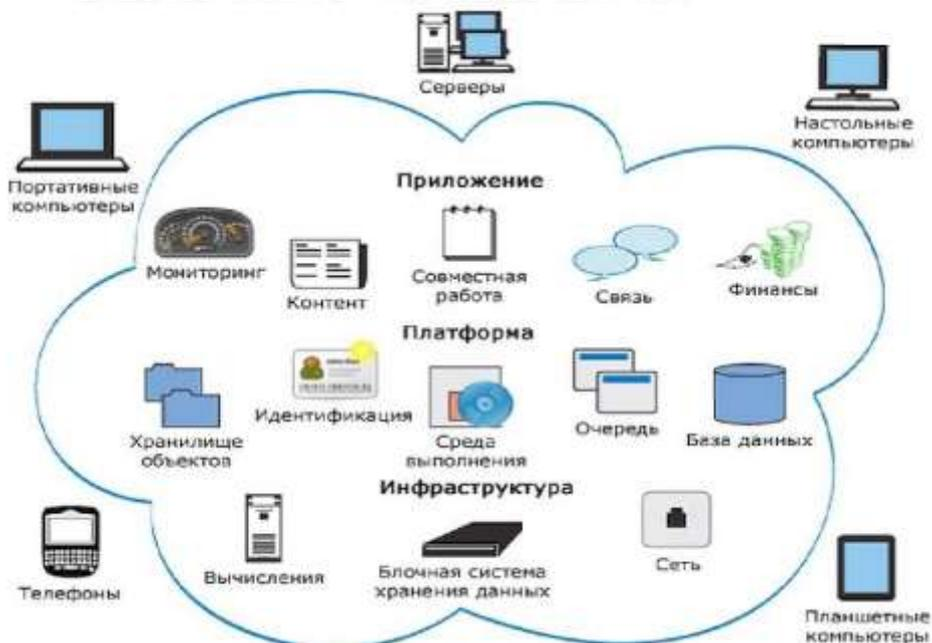 Серверы
Настольные
компьютеры
Портативные
компьютеры
Приложение
Мониторинг
Контент
Совместная
работа
Связь
Финансы
Платформа
Хранилище
объектов
Идентификация
Среда
выполнения
Очередь
База данных
Инфраструктура
Вычисления
Блочная система
хранения данных
Сеть
Телефоны
Планшетные
компьютеры